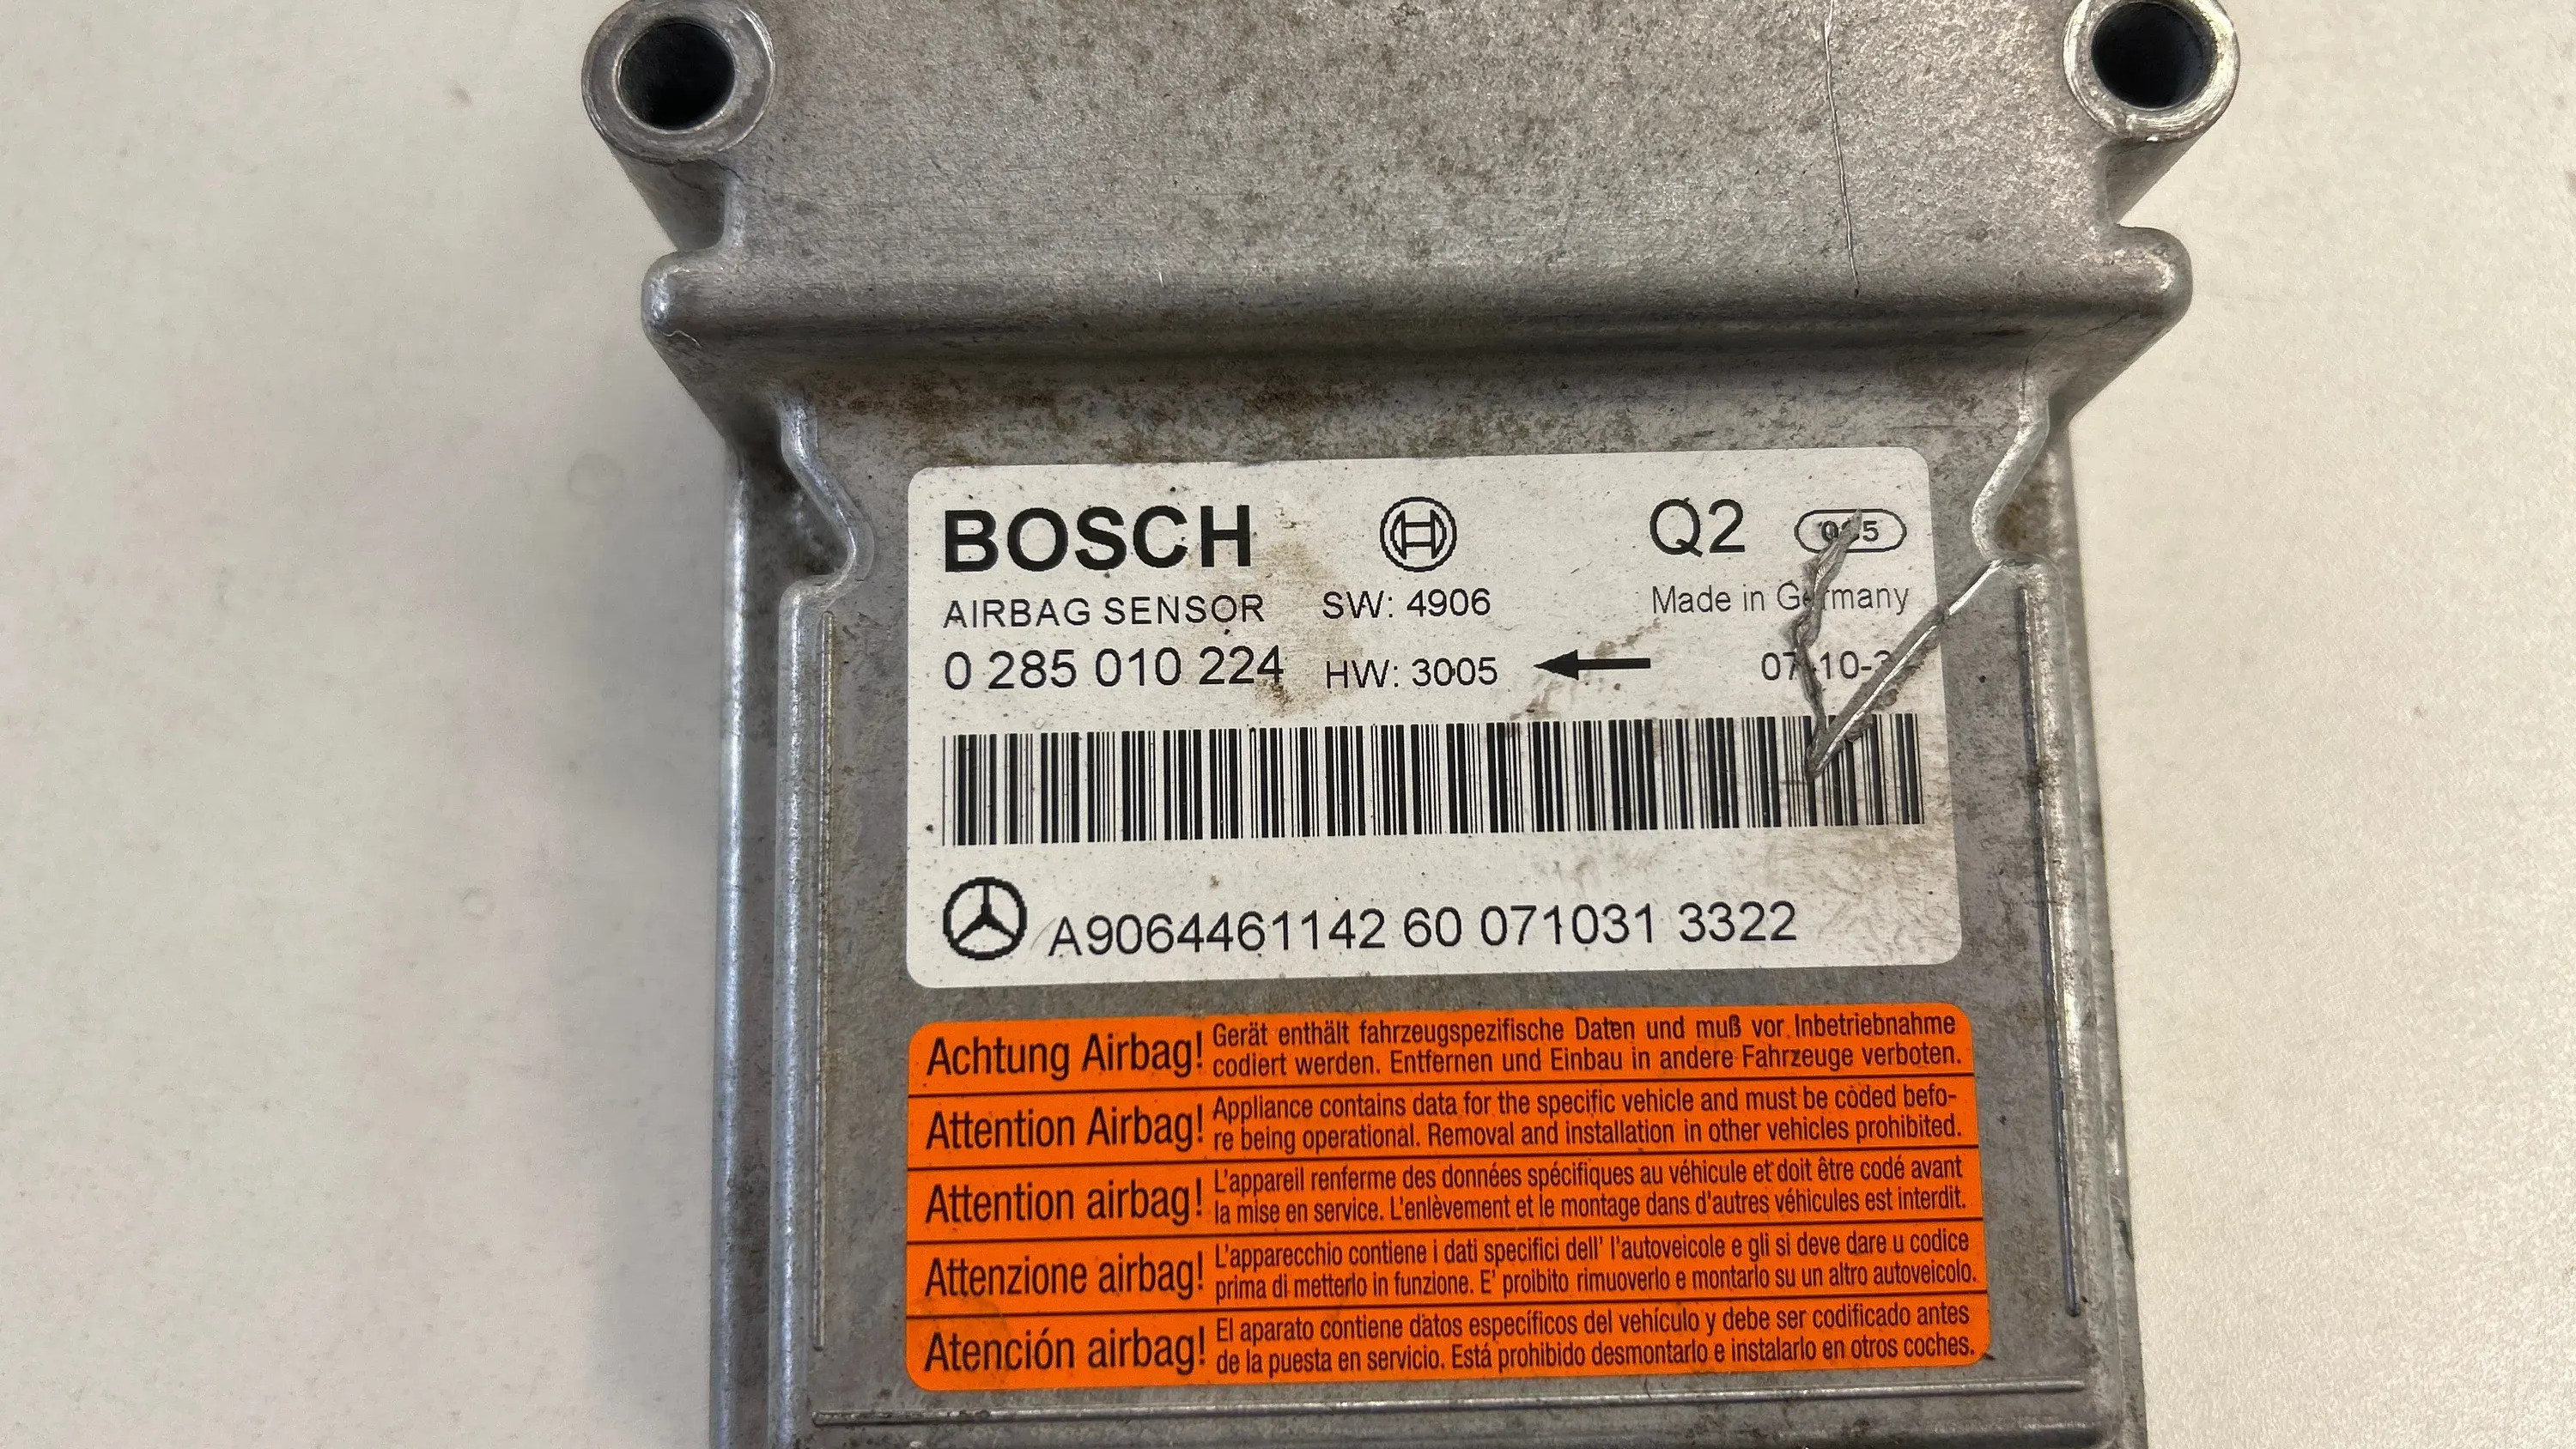 BOSCH Q2
AIRBAG SENSOR SW: 4906 Made in Germany
0 285 010 224 HW: 3005
A9064461142 60 071031 3322
Achtung Airbag! Gerät enthält fahrzeugspezifische Daten und muß vor Inbetriebnahme
codiert werden. Entfernen und Einbau in andere Fahrzeuge verboten.
Attention Airbag! Appliance contains data for the specific vehicle and must be coded befo-
re being operational. Removal and installation in other vehicles prohibited.
Attention airbag! L'appareil renferme des données spécifiques au véhicule et doit être codé avant
la mise en service. L'enlèvement et le montage dans d'autres véhicules est interdit.
Attenzione airbag! L'apparecchio contiene i dati specifici dell' l'autoveicole e gli si deve dare u codice
prima di metterlo in funzione. E' proibito rimuoverlo e montarlo su un altro autoveicolo.
Atención airbag! El aparato contiene datos específicos del vehículo y debe ser codificado antes
de la puesta en servicio. Está prohibido desmontarlo e instalarlo en otros coches.